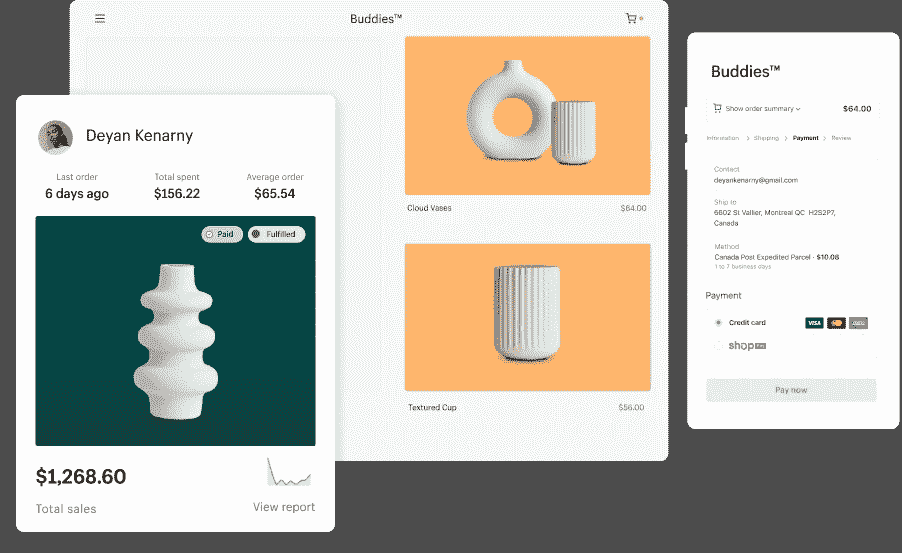 Buddies™
Deyan Kenarny
Last order
6 days ago
Total spent
$156.22
Average order
$65.54
Paid
Fulfilled
$1,268.60
Total sales
View report
Cloud Vases
$64.00
Textured Cup
$56.00
Buddies™
Show order summary
$64.00
Information > Shipping > Payment > Review
Contact
deyankenarny@gmail.com
Ship to
6602 St Vallier, Montreal QC H2S2P7,
Canada
Method
Canada Post Expedited Parcel · $10.08
1 to 7 business days
Payment
Credit card
VISA
shop Pay
Pay now